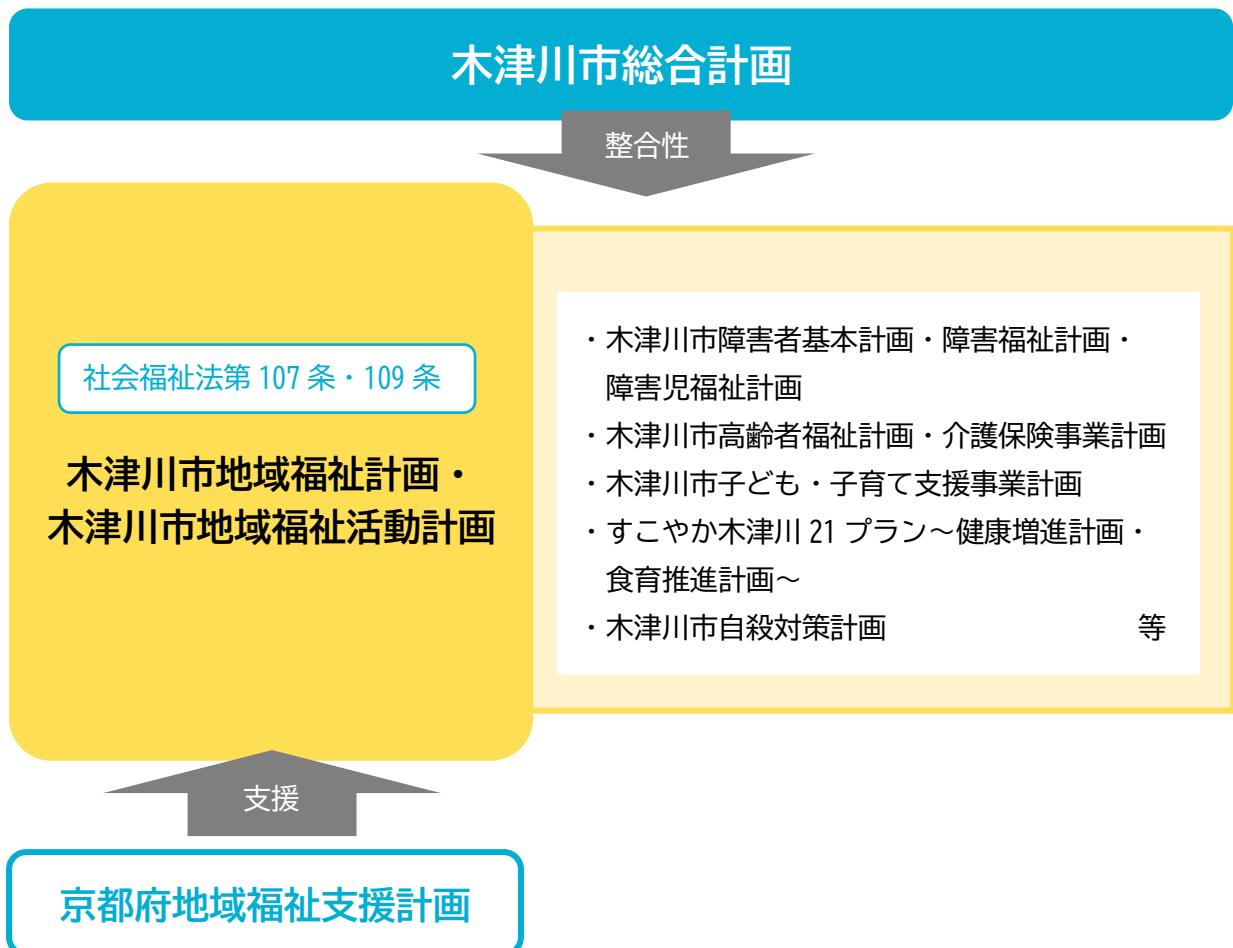 木津川市総合計画
整合性
社会福祉法第 107 条・109 条
木津川市地域福祉計画・
木津川市地域福祉活動計画
・木津川市障害者基本計画・障害福祉計画・
障害児福祉計画
・木津川市高齢者福祉計画・介護保険事業計画
・木津川市子ども・子育て支援事業計画
・すこやか木津川 21 プラン～健康増進計画・
食育推進計画～
・木津川市自殺対策計画 等
支援
京都府地域福祉支援計画